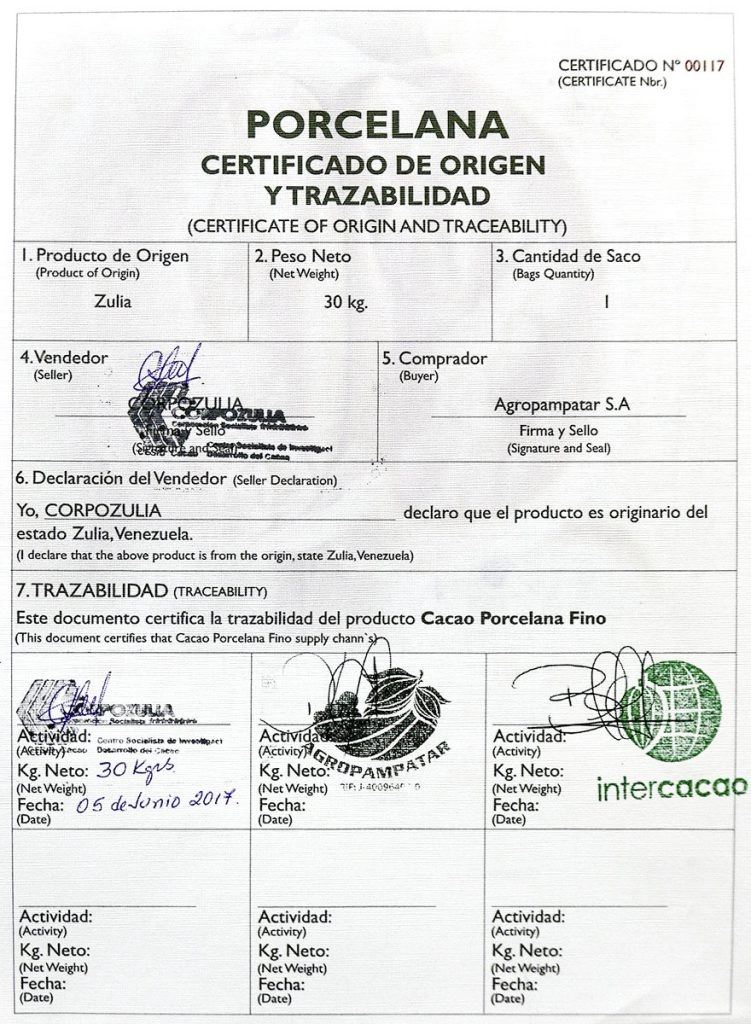 CERTIFICADO Nº 00117
(CERTIFICATE Nbr.)
PORCELANA
CERTIFICADO DE ORIGEN
Y TRAZABILIDAD
(CERTIFICATE OF ORIGIN AND TRACEABILITY)
1. Producto de Origen
(Product of Origin)
Zulia
2. Peso Neto
(Net Weight)
30 kg.
3. Cantidad de Saco
(Bags Quantity)
1
4. Vendedor
(Seller)
CORPOZULIA
CORPOZULIA
Corporación Socialista
Firma y Sello
(Signature and Seal)
Centro Socialista de Investigaci
Cacao Desarrollo del Cacao
5. Comprador
(Buyer)
Agropampatar S.A
Firma y Sello
(Signature and Seal)
6. Declaración del Vendedor (Seller Declaration)
Yo, CORPOZULIA declaro que el producto es originario del
estado Zulia, Venezuela.
(I declare that the above product is from the origin, state Zulia, Venezuela)
7. TRAZABILIDAD (TRACEABILITY)
Este documento certifica la trazabilidad del producto Cacao Porcelana Fino
(This document certifies that Cacao Porcelana Fino supply chann`s)
CORPOZULIA
Socialista
Actividad: Centro Socialista de Investigaci
(Activity) Cacao Desarrollo del Cacao
Kg. Neto: 30 Kgrs.
(Net Weight)
Fecha: 05 de Junio 2017.
(Date)
Actividad:
(Activity)
AGROPAMPATAR
Kg. Neto:
(Net Weight)
Fecha:
(Date)
Actividad:
(Activity)
Kg. Neto:
intercacao
(Net Weight)
Fecha:
(Date)
Actividad:
(Activity)
Kg. Neto:
(Net Weight)
Fecha:
(Date)
Actividad:
(Activity)
Kg. Neto:
(Net Weight)
Fecha:
(Date)
Actividad:
(Activity)
Kg. Neto:
(Net Weight)
Fecha:
(Date)